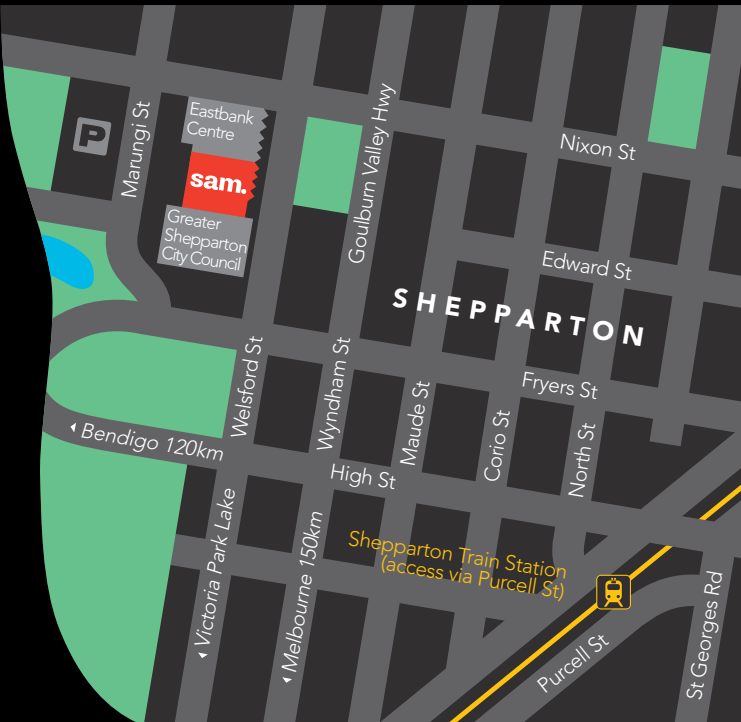 Eastbank
Centre
P
Marungi St
sam.
Greater
Shepparton
City Council
Goulburn Valley Hwy
Nixon St
Edward St
SHEPPARTON
Fryers St
Welsford St
Wyndham St
Maude St
Corio St
North St
Bendigo 120km
High St
Victoria Park Lake
Melbourne 150km
Shepparton Train Station
(access via Purcell St)
Purcell St
St Georges Rd